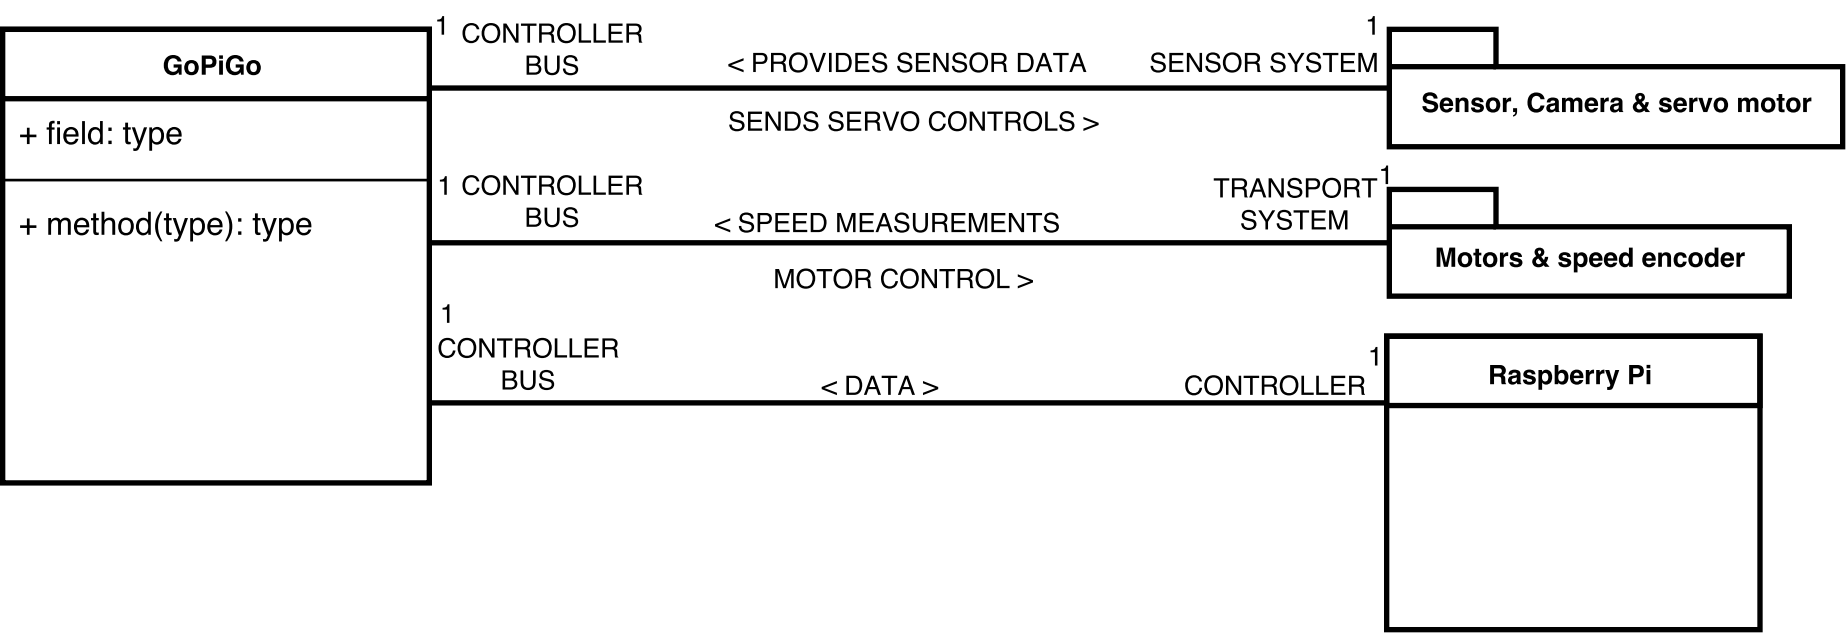 GoPiGo
+ field: type
+ method(type): type
1
CONTROLLER
BUS
< PROVIDES SENSOR DATA
SENDS SERVO CONTROLS >
SENSOR SYSTEM
1
Sensor, Camera & servo motor
1 CONTROLLER
BUS
< SPEED MEASUREMENTS
MOTOR CONTROL >
TRANSPORT
SYSTEM
1
Motors & speed encoder
1
CONTROLLER
BUS
< DATA >
CONTROLLER
1
Raspberry Pi